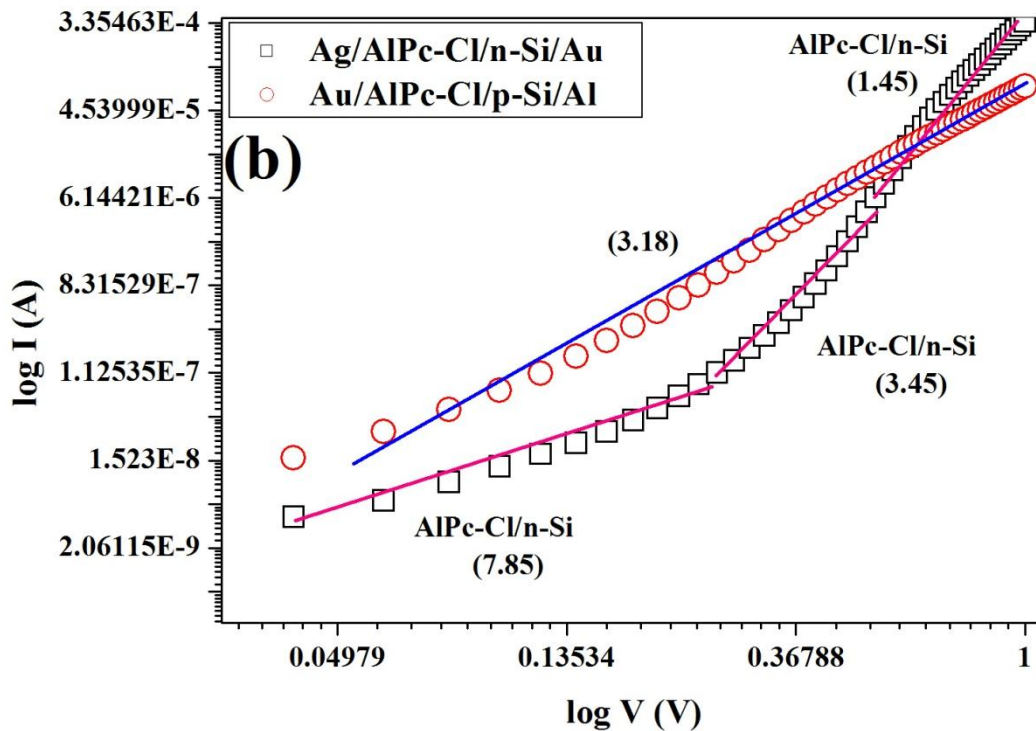 3.35463E-4
4.53999E-5
6.14421E-6
8.31529E-7
1.12535E-7
1.523E-8
2.06115E-9
log I (A)
Ag/AlPc-Cl/n-Si/Au
Au/AlPc-Cl/p-Si/Al
(b)
AlPc-Cl/n-Si
(1.45)
(3.18)
AlPc-Cl/n-Si
(3.45)
AlPc-Cl/n-Si
(7.85)
0.04979
0.13534
0.36788
1
log V (V)